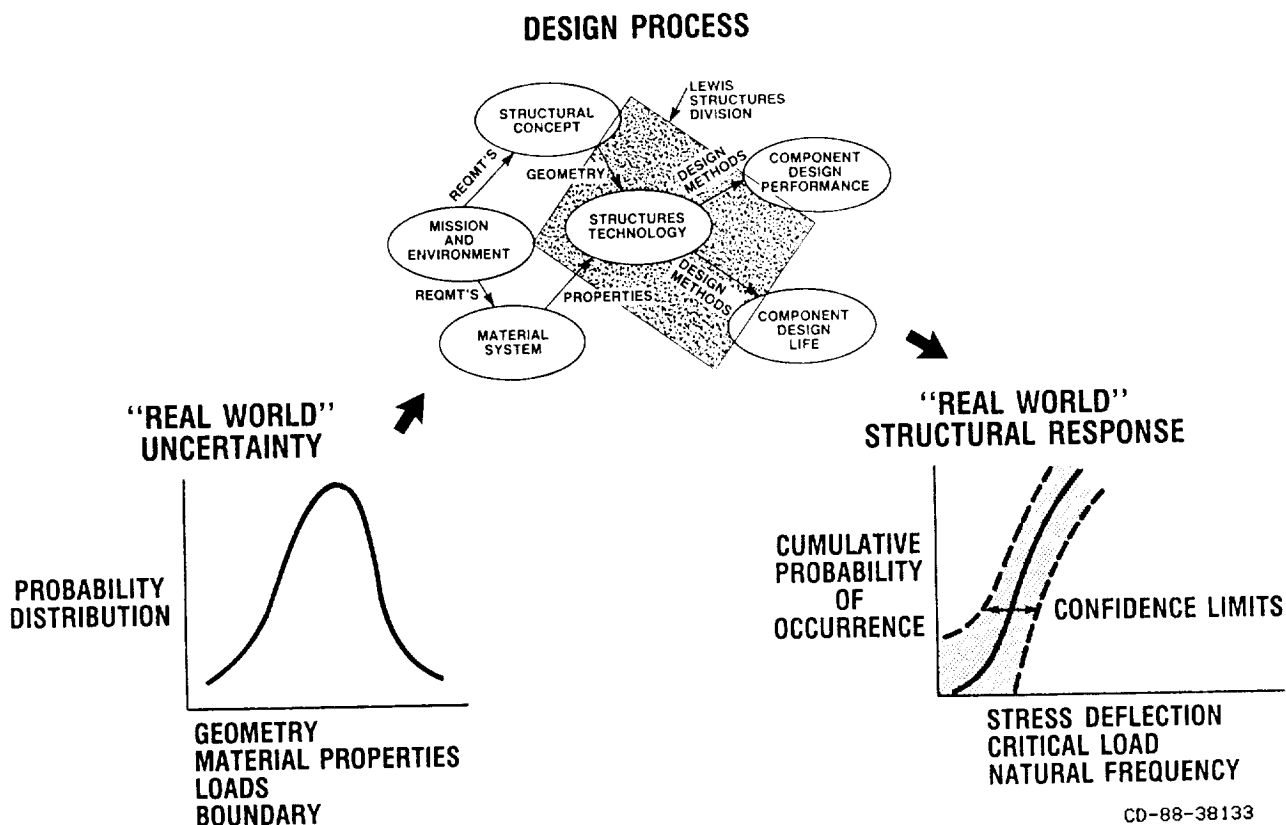 DESIGN PROCESS
LEWIS
STRUCTURES
DIVISION
STRUCTURAL
CONCEPT
REQMT'S
GEOMETRY
DESIGN
METHODS
COMPONENT
DESIGN
PERFORMANCE
MISSION
AND
ENVIRONMENT
STRUCTURES
TECHNOLOGY
REQMT'S
PROPERTIES
DESIGN
METHODS
MATERIAL
SYSTEM
COMPONENT
DESIGN
LIFE
"REAL WORLD"
UNCERTAINTY
PROBABILITY
DISTRIBUTION
GEOMETRY
MATERIAL PROPERTIES
LOADS
BOUNDARY
"REAL WORLD"
STRUCTURAL RESPONSE
CUMULATIVE
PROBABILITY
OF
OCCURRENCE
CONFIDENCE LIMITS
STRESS DEFLECTION
CRITICAL LOAD
NATURAL FREQUENCY
CD-88-38133